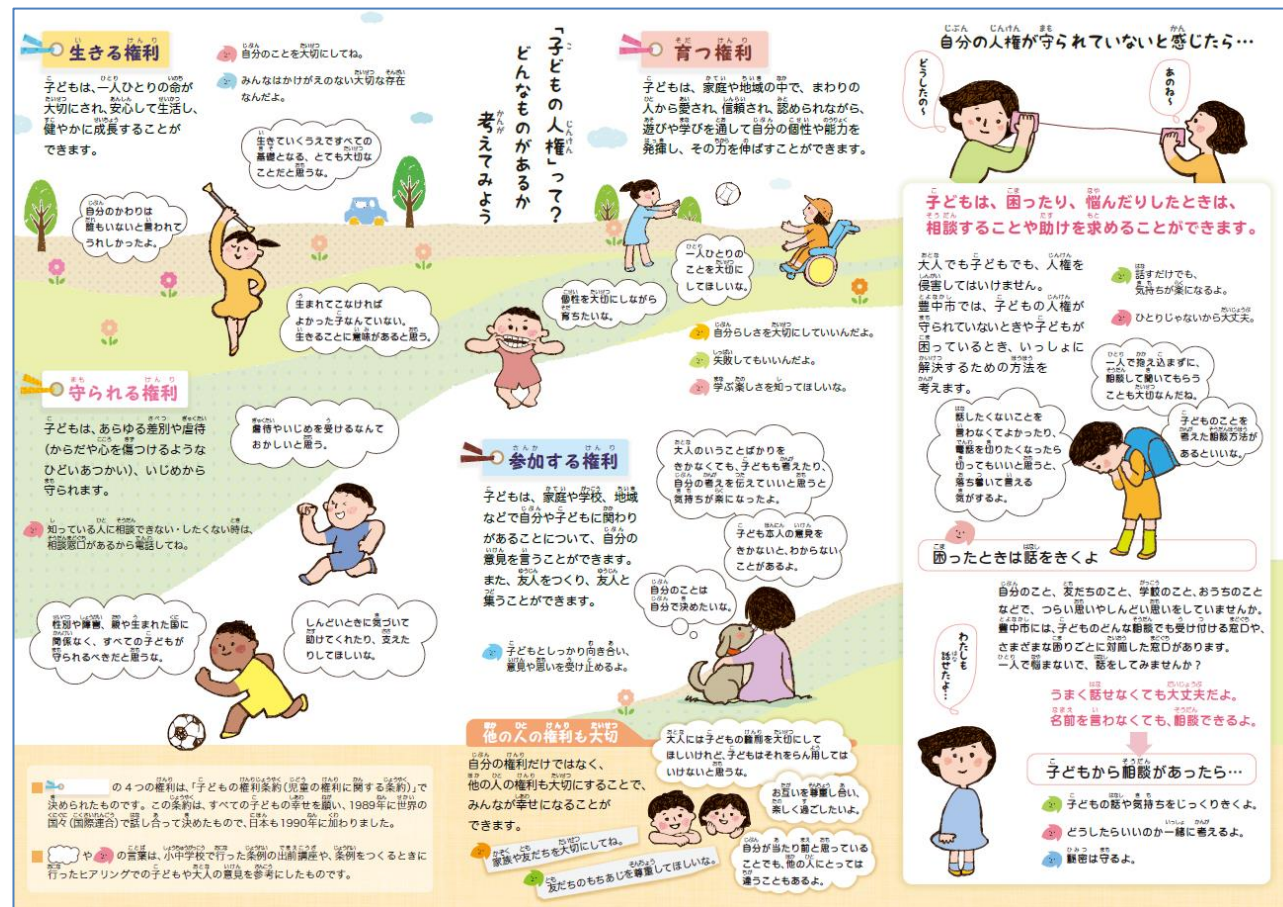 「子どもの人権」って？
どんなものがあるか
考えてみよう
生きる権利
子どもは、一人ひとりの命が
大切にされ、安心して生活し、
健やかに成長することが
できます。
自分のことを大切にしてね。
みんなはかけがえのない大切な存在
なんだよ。
生きていくうえですべての
基礎となる、とても大切な
ことだと思うな。
自分のかわりは
誰もいないと言われて
うれしかったよ。
生まれてこなければ
よかった子なんていない。
生きることに意味があると思う。
守られる権利
子どもは、あらゆる差別や虐待
(からだや心を傷つけるような
ひどいあつかい)、いじめから
守られます。
知っている人に相談できない・したくない時は、
相談窓口があるから電話してね。
虐待やいじめを受けるなんて
おかしいと思う。
性別や障害、親や生まれた国に
関係なく、すべての子どもが
守られるべきだと思うな。
しんどいときに気づいて
助けてくれたり、支えた
りしてほしいな。
の４つの権利は、「子どもの権利条約(児童の権利に関する条約)」で
決められたものです。この条約は、すべての子どもの幸せを願い、1989年に世界の
国々(国際連合)で話し合って決めたもので、日本も1990年に加わりました。
や の言葉は、小中学校で行った条例の出前講座や、条例をつくるときに
行ったヒアリングでの子どもや大人の意見を参考にしたものです。
育つ権利
子どもは、家庭や地域の中で、まわりの
人から愛され、信頼され、認められながら、
遊びや学びを通して自分の個性や能力を
発揮し、その力を伸ばすことができます。
一人ひとりの
ことを大切に
してほしいな。
個性を大切にしながら
育ちたいな。
自分らしさを大切にしていいんだよ。
失敗してもいいんだよ。
学ぶ楽しさを知ってほしいな。
参加する権利
子どもは、家庭や学校、地域
などで自分や子どもに関わり
があることについて、自分の
意見を言うことができます。
また、友人をつくり、友人と
集うことができます。
子どもとしっかり向き合い、
意見や思いを受け止めるよ。
大人のいうことばかりを
きかなくても、子どもも考えたり、
自分の考えを伝えていいと思うと
気持ちが楽になったよ。
子ども本人の意見を
きかないと、わからない
ことがあるよ。
自分のことは
自分で決めたいな。
他の人の権利も大切
自分の権利だけではなく、
他の人の権利も大切にすることで、
みんなが幸せになることが
できます。
家族や友だちを大切にしてね。
友だちのもちあじを尊重してほしいな。
大人には子どもの権利を大切にして
ほしいけれど、子どもはそれをらん用しては
いけないと思うな。
お互いを尊重し合い、
楽しく過ごしたいよ。
自分が当たり前と思っている
ことでも、他の人にとっては
違うこともあるよ。
自分の人権が守られていないと感じたら…
どうしたの〜
あのね〜
子どもは、困ったり、悩んだりしたときは、
相談することや助けを求めることができます。
大人でも子どもでも、人権を
侵害してはいけません。
豊中市では、子どもの人権が
守られていないときや子どもが
困っているとき、いっしょに
解決するための方法を
考えます。
話すだけでも、
気持ちが楽になるよ。
ひとりじゃないから大丈夫。
一人で抱え込まずに、
相談して聞いてもらう
ことも大切なんだね。
子どものことを
考えた相談方法が
あるといいな。
話したくないことを
言わなくてよかったり、
電話を切りたくなったら
切ってもいいと思うと、
落ち着いて言える
気がするよ。
困ったときは話をきくよ
自分のこと、友だちのこと、学校のこと、おうちのこと
などで、つらい思いやしんどい思いをしていませんか。
豊中市には、子どものどんな相談でも受け付ける窓口や、
さまざまな困りごとに対応した窓口があります。
一人で悩まないで、話をしてみませんか？
わたしも
話せたよ…
うまく話せなくても大丈夫だよ。
名前を言わなくても、相談できるよ。
子どもから相談があったら…
子どもの話や気持ちをじっくりきくよ。
どうしたらいいのか一緒に考えるよ。
秘密は守るよ。